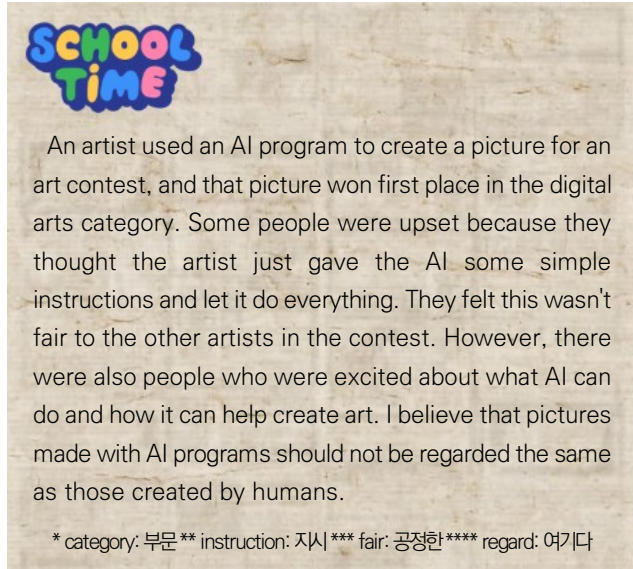 SCHOOL
TiME
An artist used an AI program to create a picture for an
art contest, and that picture won first place in the digital
arts category. Some people were upset because they
thought the artist just gave the AI some simple
instructions and let it do everything. They felt this wasn't
fair to the other artists in the contest. However, there
were also people who were excited about what AI can
do and how it can help create art. I believe that pictures
made with AI programs should not be regarded the same
as those created by humans.
* category: 부문 ** instruction: 지시 *** fair: 공정한 **** regard: 여기다